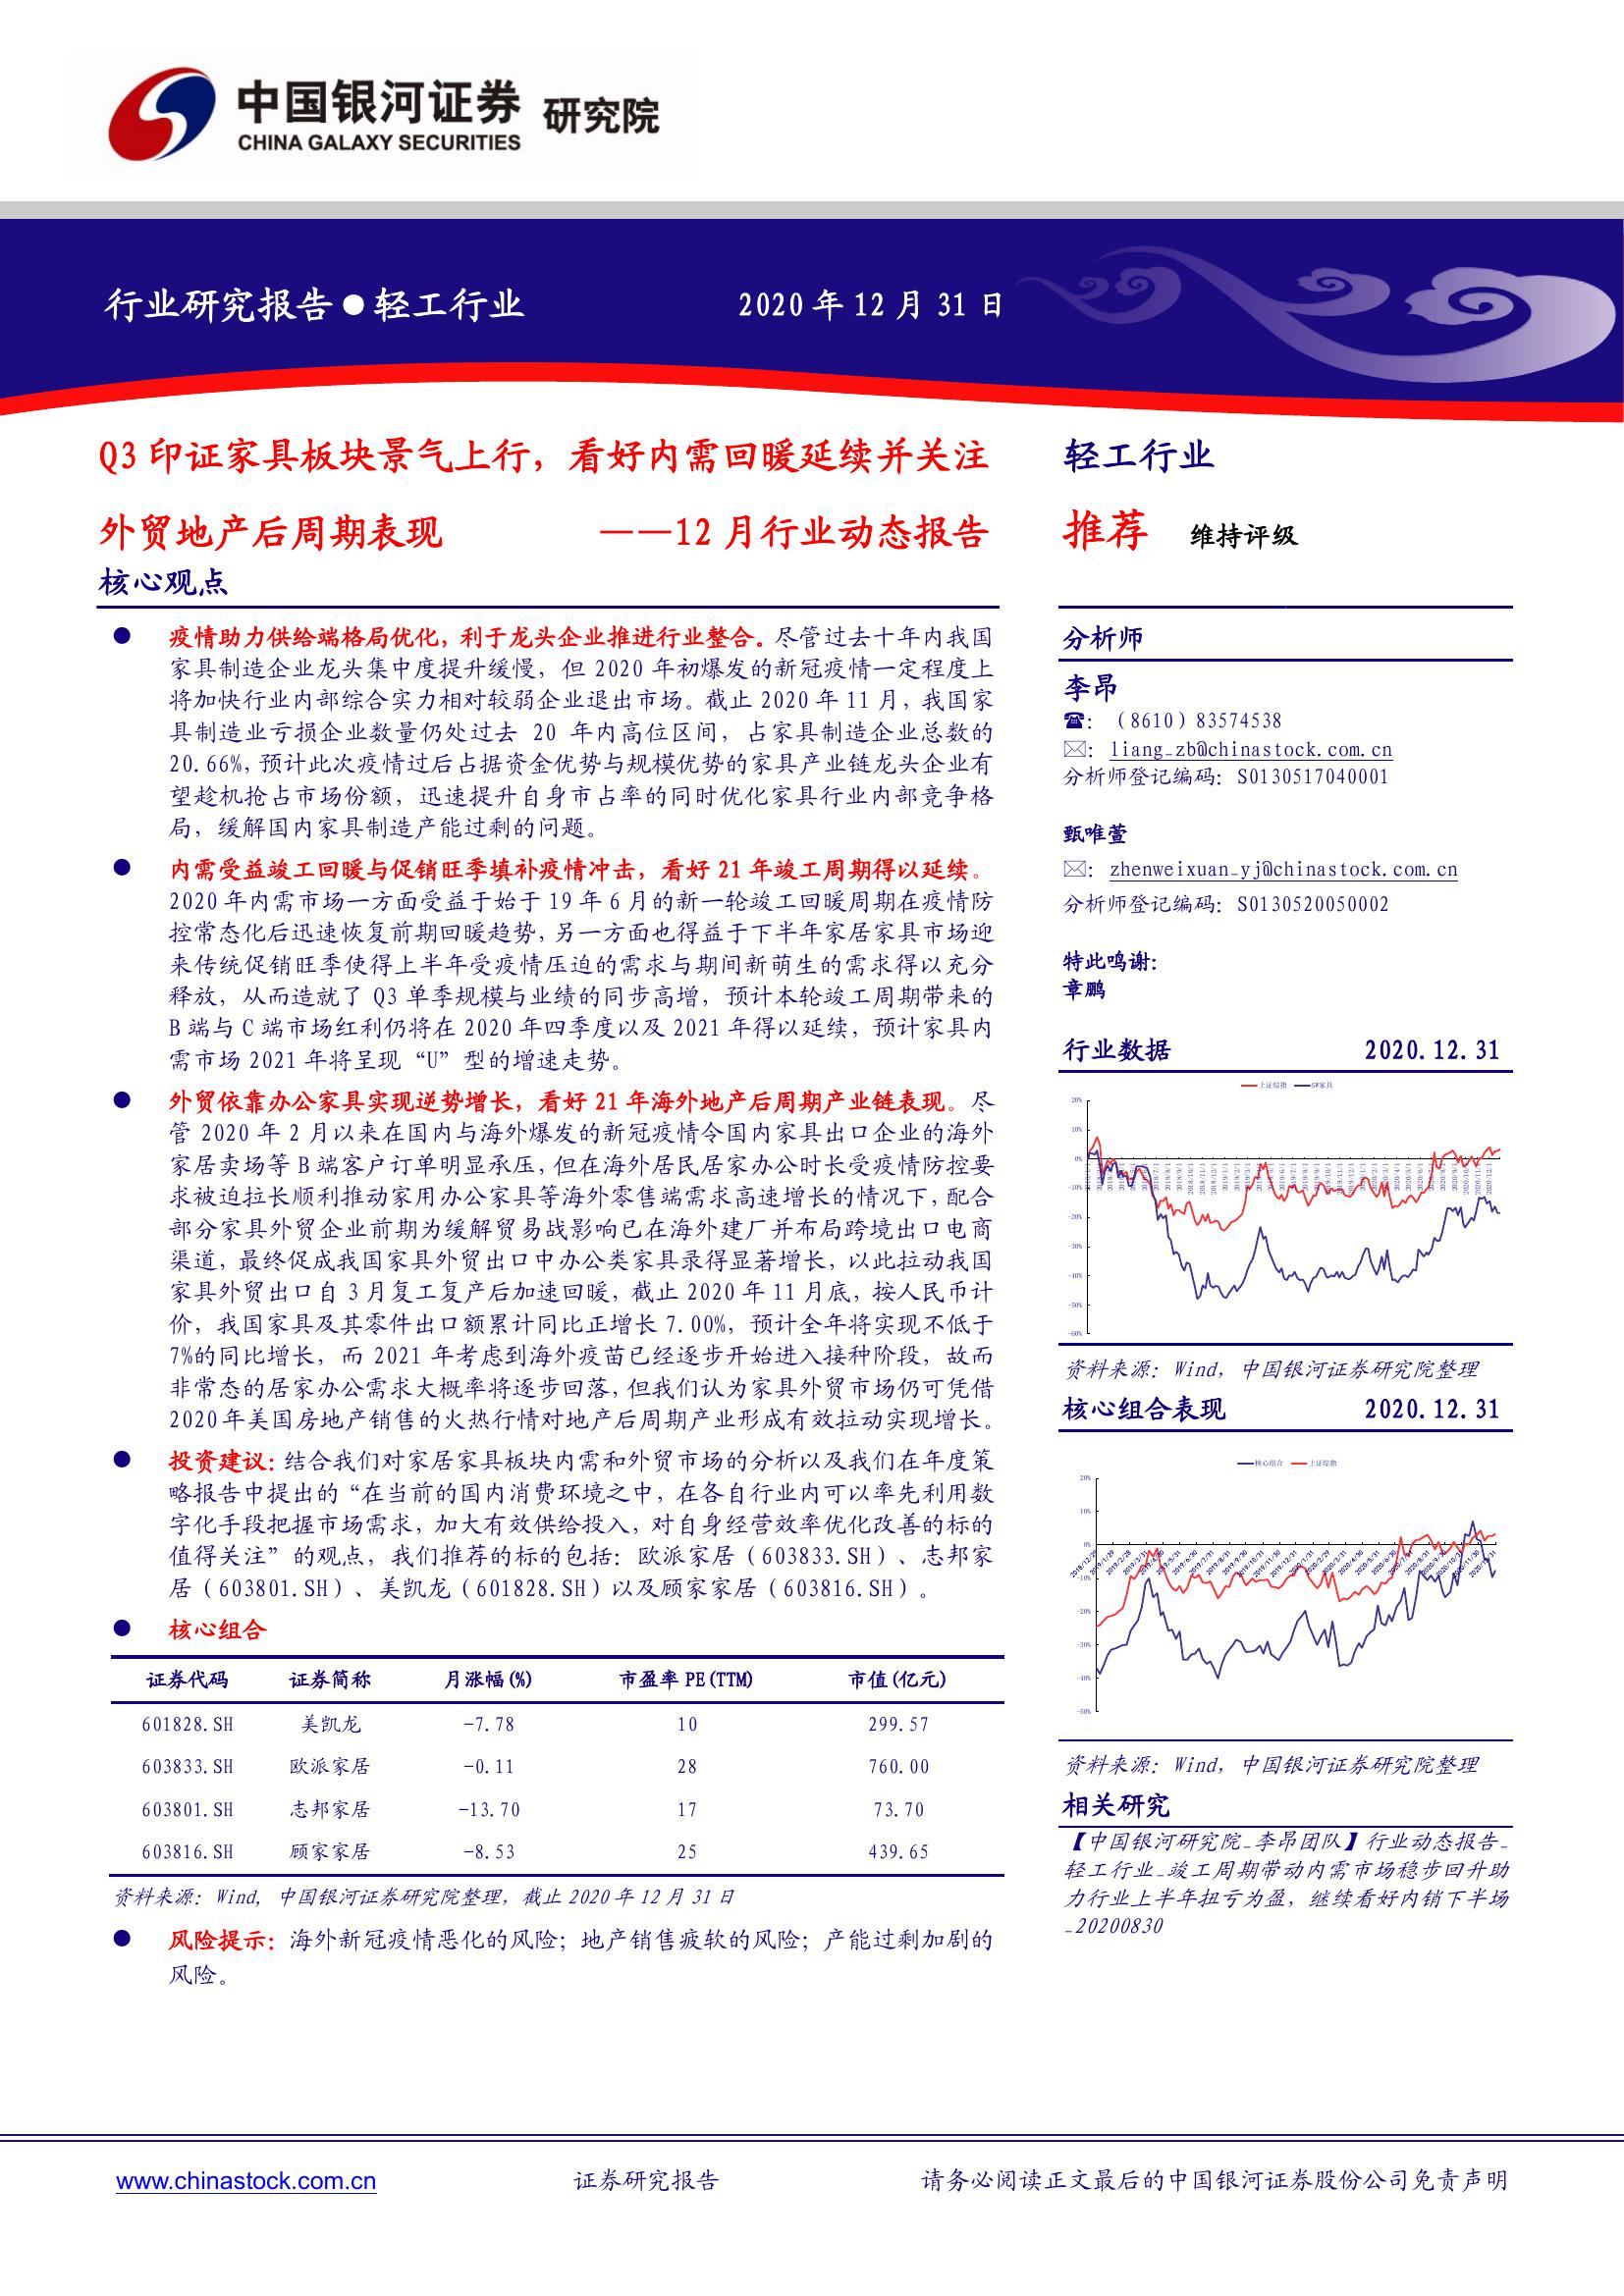 中国银河证券 研究院
CHINA GALAXY SECURITIES
行业研究报告●轻工行业 2020 年 12 月 31 日
Q3 印证家具板块景气上行，看好内需回暖延续并关注
外贸地产后周期表现 ——12 月行业动态报告
核心观点
● 疫情助力供给端格局优化，利于龙头企业推进行业整合。尽管过去十年内我国
家具制造企业龙头集中度提升缓慢，但 2020 年初爆发的新冠疫情一定程度上
将加快行业内部综合实力相对较弱企业退出市场。截止 2020 年 11 月，我国家
具制造业亏损企业数量仍处过去 20 年内高位区间，占家具制造企业总数的
20.66%，预计此次疫情过后占据资金优势与规模优势的家具产业链龙头企业有
望趁机抢占市场份额，迅速提升自身市占率的同时优化家具行业内部竞争格
局，缓解国内家具制造产能过剩的问题。
● 内需受益竣工回暖与促销旺季填补疫情冲击，看好 21 年竣工周期得以延续。
2020 年内需市场一方面受益于始于 19 年 6 月的新一轮竣工回暖周期在疫情防
控常态化后迅速恢复前期回暖趋势，另一方面也得益于下半年家居家具市场迎
来传统促销旺季使得上半年受疫情压迫的需求与期间新萌生的需求得以充分
释放，从而造就了 Q3 单季规模与业绩的同步高增，预计本轮竣工周期带来的
B 端与 C 端市场红利仍将在 2020 年四季度以及 2021 年得以延续，预计家具内
需市场 2021 年将呈现“U”型的增速走势。
● 外贸依靠办公家具实现逆势增长，看好 21 年海外地产后周期产业链表现。尽
管 2020 年 2 月以来在国内与海外爆发的新冠疫情令国内家具出口企业的海外
家居卖场等 B 端客户订单明显承压，但在海外居民居家办公时长受疫情防控要
求被迫拉长顺利推动家用办公家具等海外零售端需求高速增长的情况下，配合
部分家具外贸企业前期为缓解贸易战影响已在海外建厂并布局跨境出口电商
渠道，最终促成我国家具外贸出口中办公类家具录得显著增长，以此拉动我国
家具外贸出口自 3 月复工复产后加速回暖，截止 2020 年 11 月底，按人民币计
价，我国家具及其零件出口额累计同比正增长 7.00%，预计全年将实现不低于
7%的同比增长，而 2021 年考虑到海外疫苗已经逐步开始进入接种阶段，故而
非常态的居家办公需求大概率将逐步回落，但我们认为家具外贸市场仍可凭借
2020 年美国房地产销售的火热行情对地产后周期产业形成有效拉动实现增长。
● 投资建议：结合我们对家居家具板块内需和外贸市场的分析以及我们在年度策
略报告中提出的“在当前的国内消费环境之中，在各自行业内可以率先利用数
字化手段把握市场需求，加大有效供给投入，对自身经营效率优化改善的标的
值得关注”的观点，我们推荐的标的包括：欧派家居（603833.SH）、志邦家
居（603801.SH）、美凯龙（601828.SH）以及顾家家居（603816.SH）。
● 核心组合
证券代码 证券简称 月涨幅(%) 市盈率 PE(TTM) 市值(亿元)
601828.SH 美凯龙 -7.78 10 299.57
603833.SH 欧派家居 -0.11 28 760.00
603801.SH 志邦家居 -13.70 17 73.70
603816.SH 顾家家居 -8.53 25 439.65
资料来源：Wind，中国银河证券研究院整理，截止 2020 年 12 月 31 日
● 风险提示：海外新冠疫情恶化的风险；地产销售疲软的风险；产能过剩加剧的
风险。
轻工行业
推荐 维持评级
分析师
李昂
☎：（8610）83574538
✉：liang_zb@chinastock.com.cn
分析师登记编码：S0130517040001
甄唯萱
✉：zhenweixuan_yj@chinastock.com.cn
分析师登记编码：S0130520050002
特此鸣谢：
章鹏
行业数据 2020.12.31
上证综指 SW家具
20%
10%
0%
-10%
-20%
-30%
-40%
-50%
-60%
资料来源：Wind，中国银河证券研究院整理
核心组合表现 2020.12.31
核心组合 上证综指
20%
10%
0%
-10%
-20%
-30%
-40%
-50%
资料来源：Wind，中国银河证券研究院整理
相关研究
【中国银河研究院_李昂团队】行业动态报告_
轻工行业_竣工周期带动内需市场稳步回升助
力行业上半年扭亏为盈，继续看好内销下半场
_20200830
www.chinastock.com.cn 证券研究报告 请务必阅读正文最后的中国银河证券股份公司免责声明